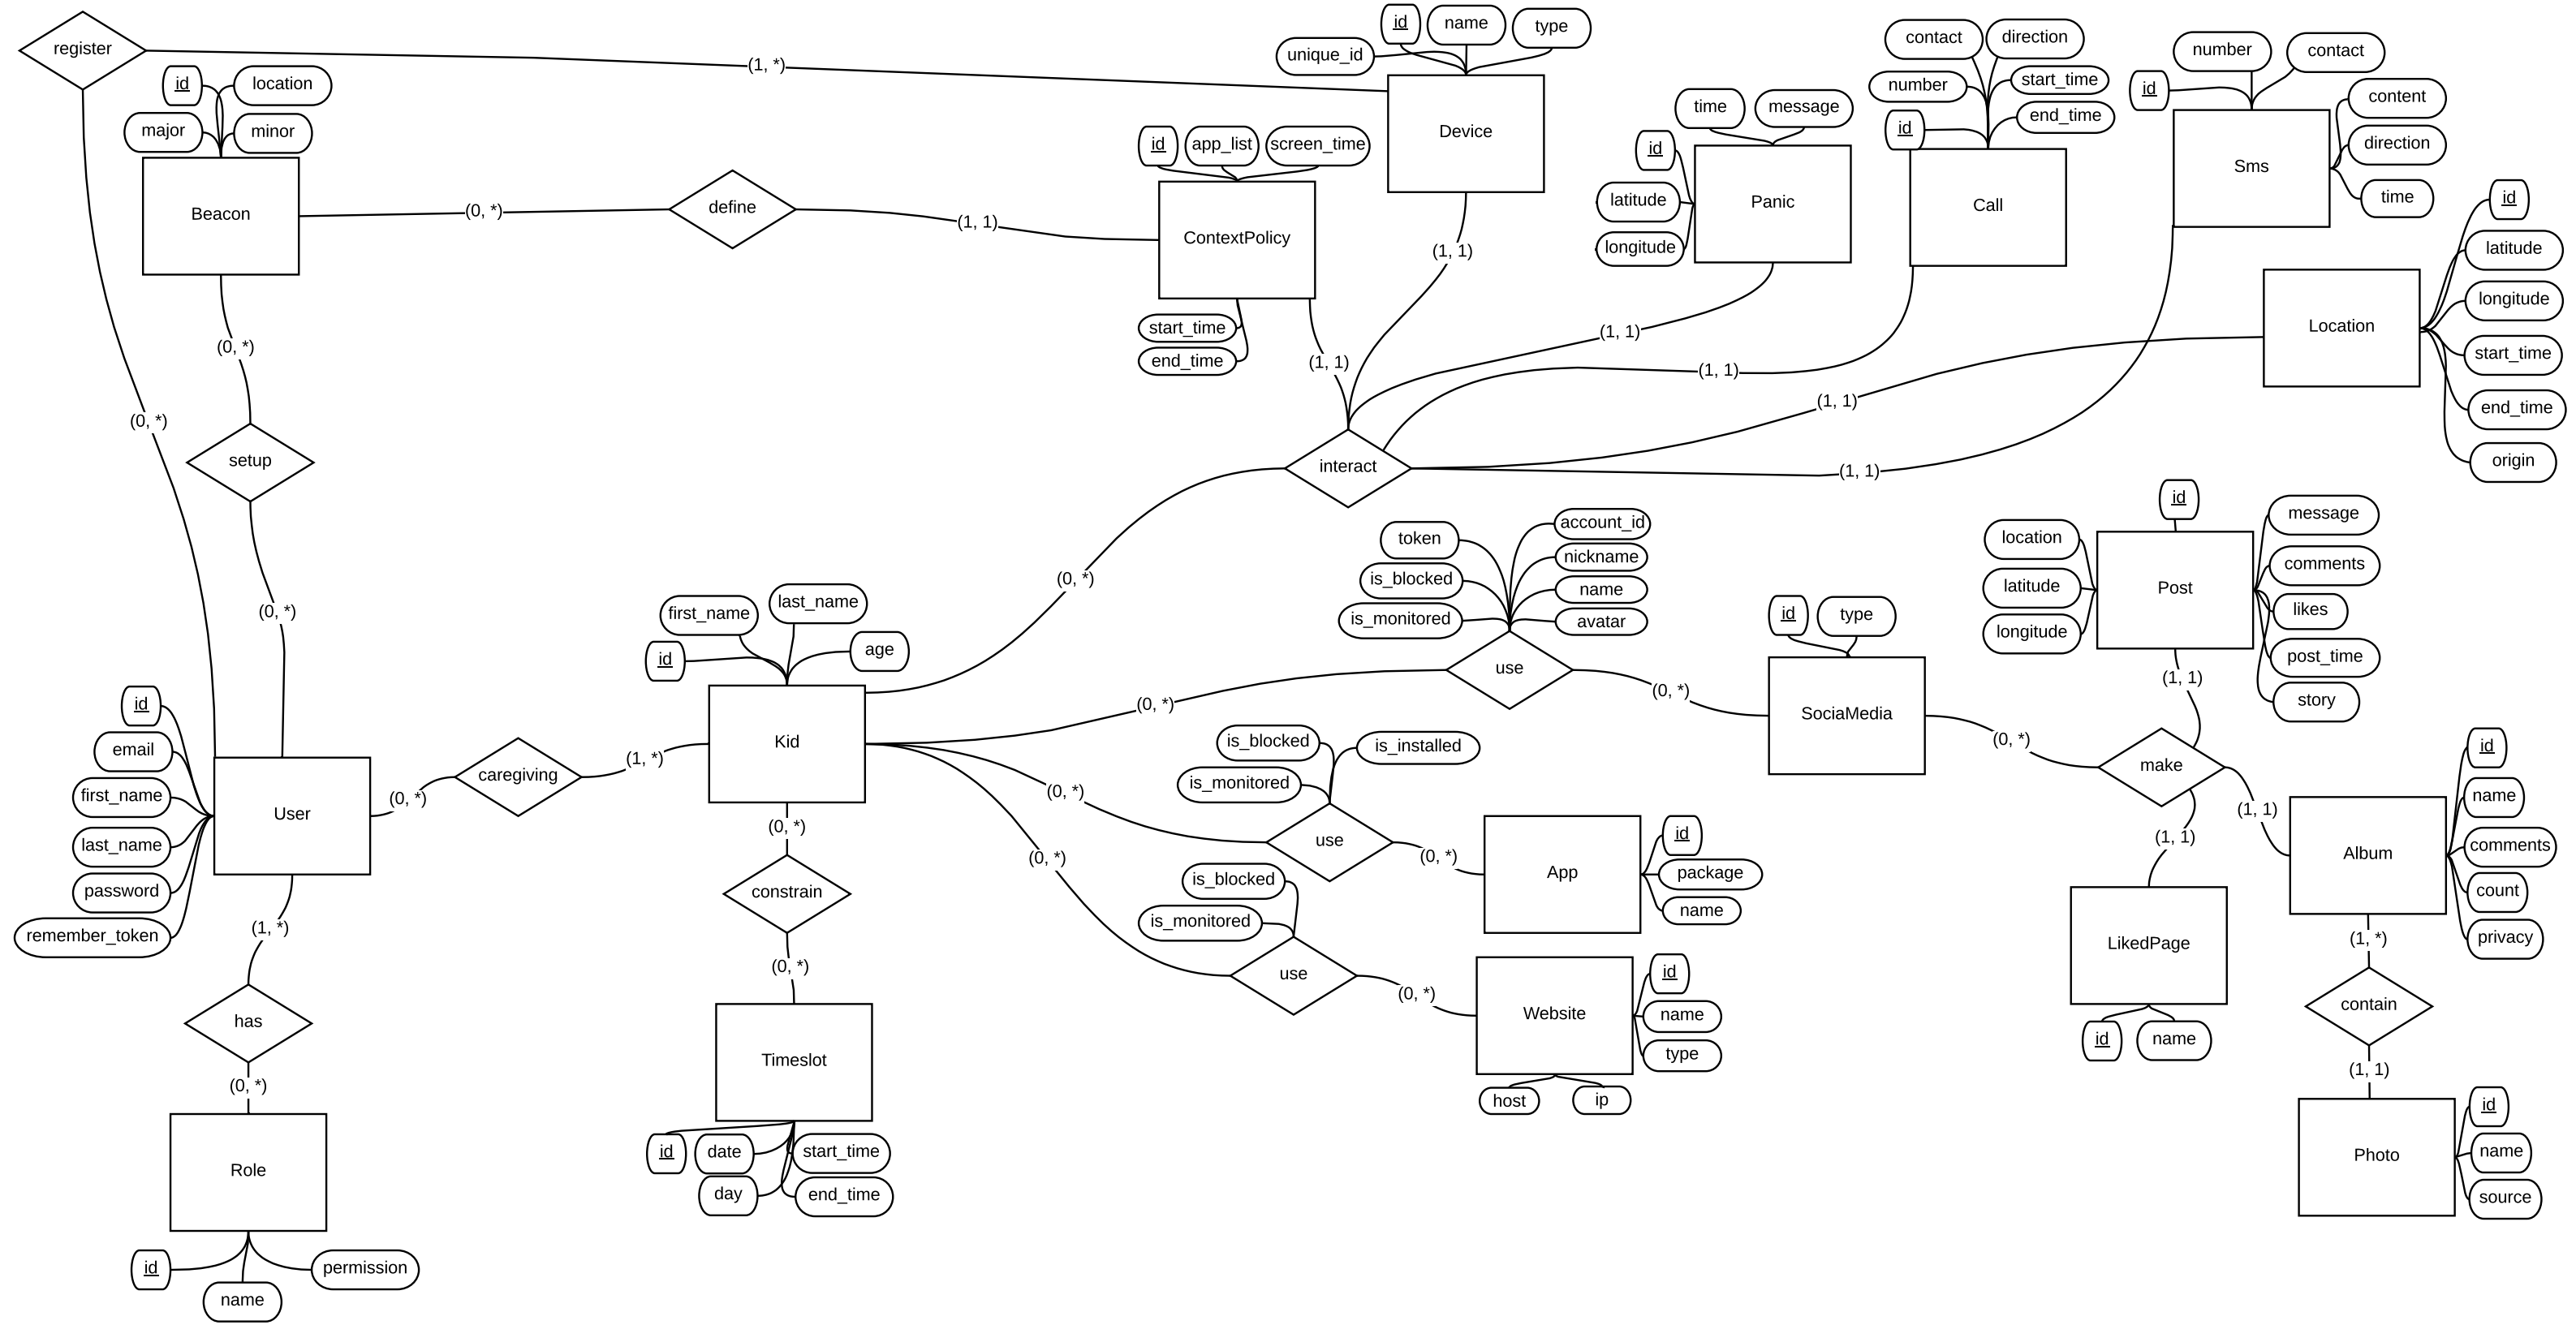 register
(1, *)
id
location
major
minor
Beacon
(0, *)
define
(1, 1)
id
app_list
screen_time
ContextPolicy
start_time
end_time
(1, 1)
id
name
type
unique_id
Device
(1, 1)
time
message
id
latitude
longitude
Panic
(1, 1)
contact
direction
number
start_time
id
end_time
Call
(1, 1)
number
contact
id
content
direction
time
Sms
(1, 1)
id
latitude
longitude
start_time
end_time
origin
Location
(1, 1)
interact
(0, *)
(0, *)
setup
(0, *)
(0, *)
id
email
first_name
last_name
password
remember_token
User
(0, *)
caregiving
(1, *)
(1, *)
has
(0, *)
Role
id
name
permission
first_name
last_name
id
age
Kid
(0, *)
constrain
(0, *)
Timeslot
id
date
start_time
day
end_time
token
account_id
is_blocked
nickname
is_monitored
name
avatar
(0, *)
use
(0, *)
id
type
SociaMedia
(0, *)
is_blocked
is_installed
is_monitored
(0, *)
use
(0, *)
App
id
package
name
is_blocked
is_monitored
(0, *)
use
(0, *)
Website
id
name
type
host
ip
id
location
latitude
longitude
Post
message
comments
likes
post_time
story
(1, 1)
make
(1, 1)
(1, 1)
LikedPage
id
name
Album
id
name
comments
count
privacy
(1, *)
contain
(1, 1)
Photo
id
name
source